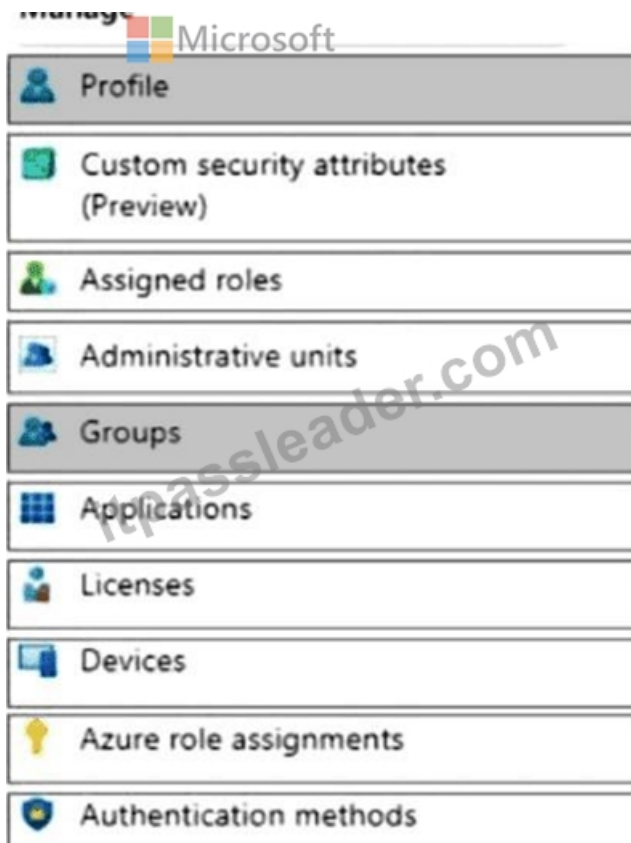 Manage
Microsoft
Profile
Custom security attributes
(Preview)
Assigned roles
Administrative units
Groups
Applications
Licenses
Devices
Azure role assignments
Authentication methods
itpassleader.com